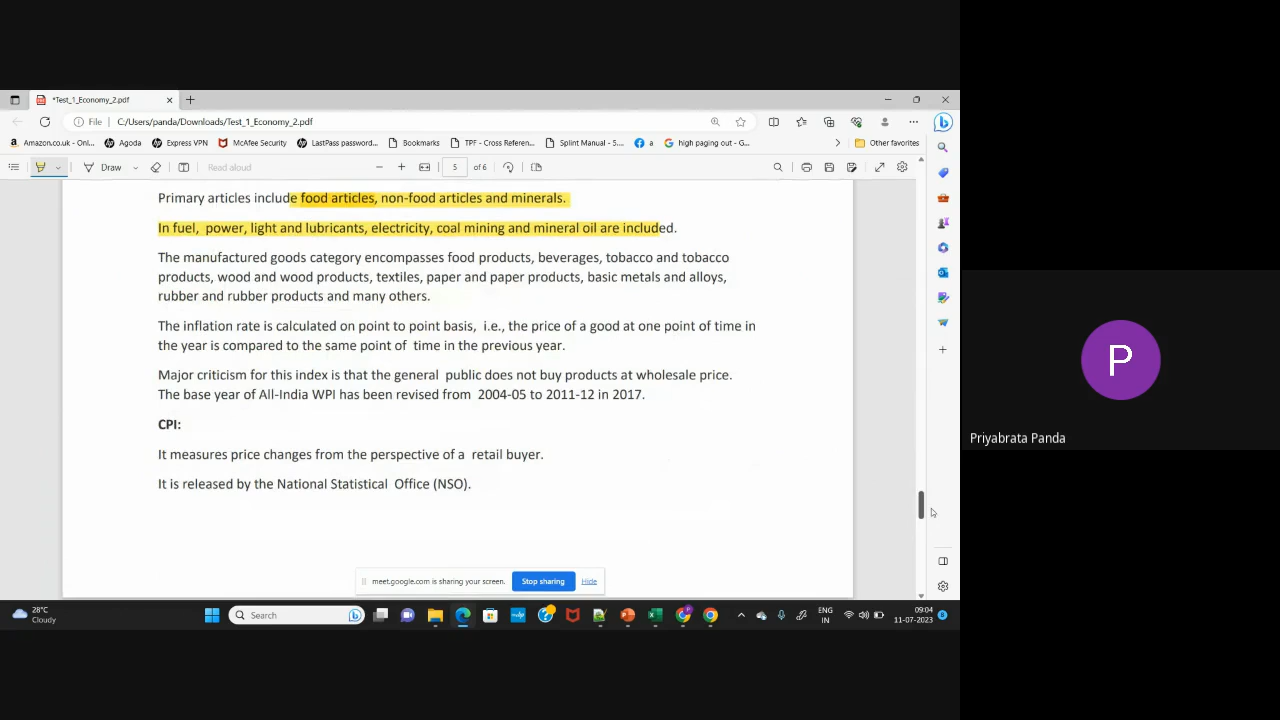 *Test_1_Economy_2.pdf
File C:/Users/panda/Downloads/Test_1_Economy_2.pdf
Amazon.co.uk - Onl... Agoda Express VPN McAfee Security LastPass password... Bookmarks TPF - Cross Referen... Splint Manual - 5.... a high paging out - G... Other favorites
Draw Read aloud 5 of 6
Primary articles include food articles, non-food articles and minerals.
In fuel, power, light and lubricants, electricity, coal mining and mineral oil are included.
The manufactured goods category encompasses food products, beverages, tobacco and tobacco
products, wood and wood products, textiles, paper and paper products, basic metals and alloys,
rubber and rubber products and many others.
The inflation rate is calculated on point to point basis, i.e., the price of a good at one point of time in
the year is compared to the same point of time in the previous year.
Major criticism for this index is that the general public does not buy products at wholesale price.
The base year of All-India WPI has been revised from 2004-05 to 2011-12 in 2017.
CPI:
It measures price changes from the perspective of a retail buyer.
It is released by the National Statistical Office (NSO).
meet.google.com is sharing your screen. Stop sharing Hide
28°C
Cloudy
Search
ENG
IN
09:04
11-07-2023
P
Priyabrata Panda